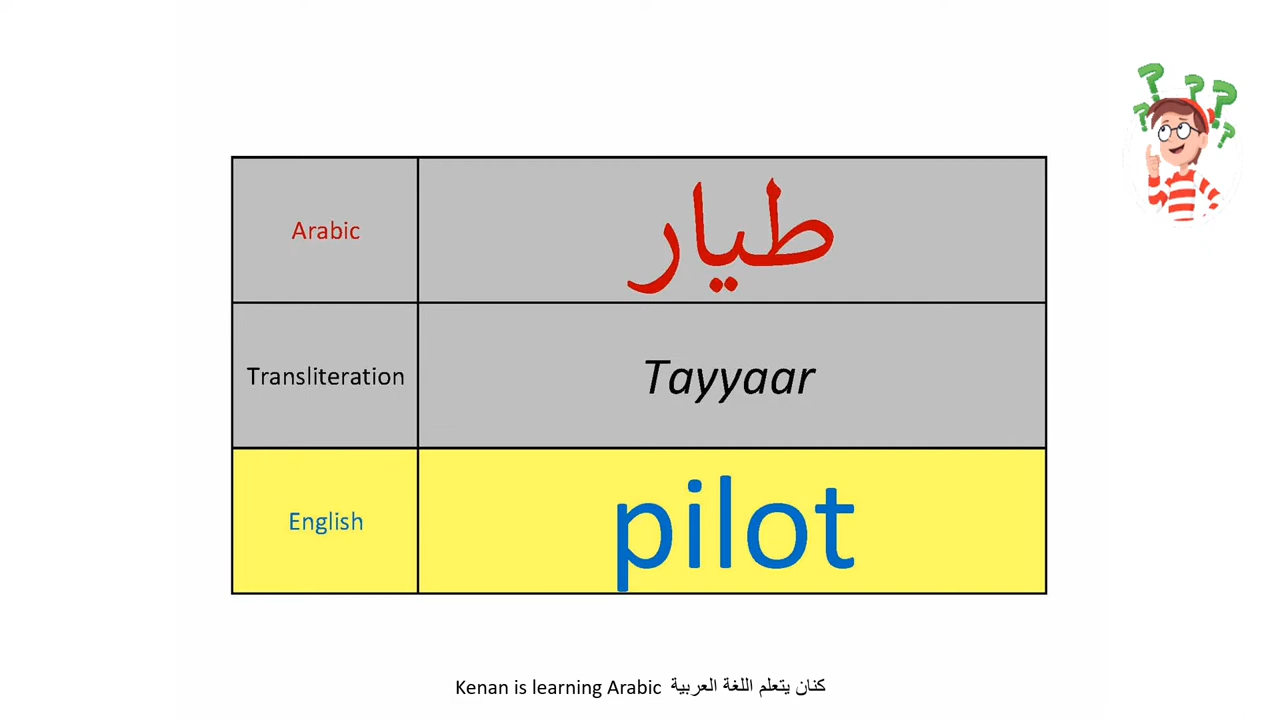 Arabic طيار
Transliteration Tayyaar
English pilot
Kenan is learning Arabic كنان يتعلم اللغة العربية